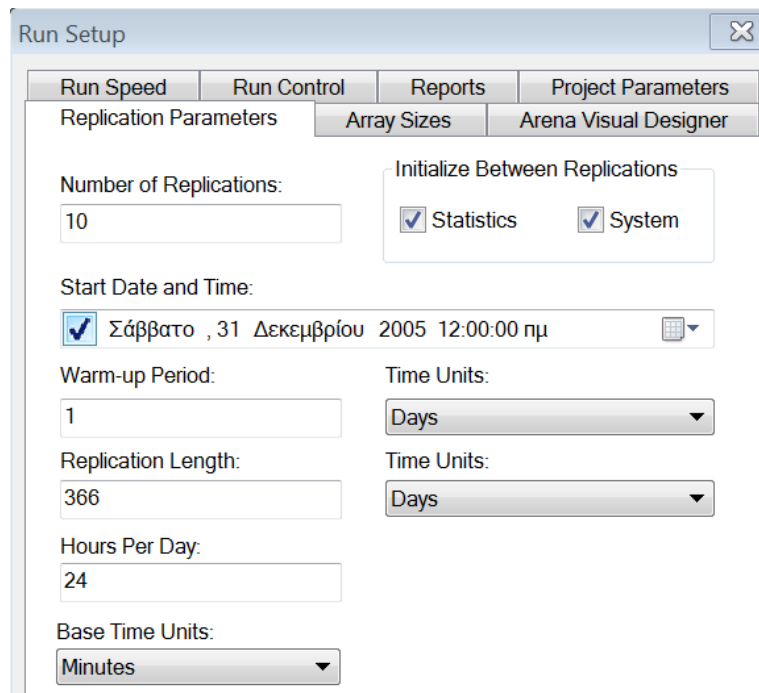 Run Setup
Run Speed Run Control Reports Project Parameters
Replication Parameters Array Sizes Arena Visual Designer
Number of Replications:
Initialize Between Replications
10
Statistics System
Start Date and Time:
Σάββατο , 31 Δεκεμβρίου 2005 12:00:00 πμ
Warm-up Period: Time Units:
1 Days
Replication Length: Time Units:
366 Days
Hours Per Day:
24
Base Time Units:
Minutes